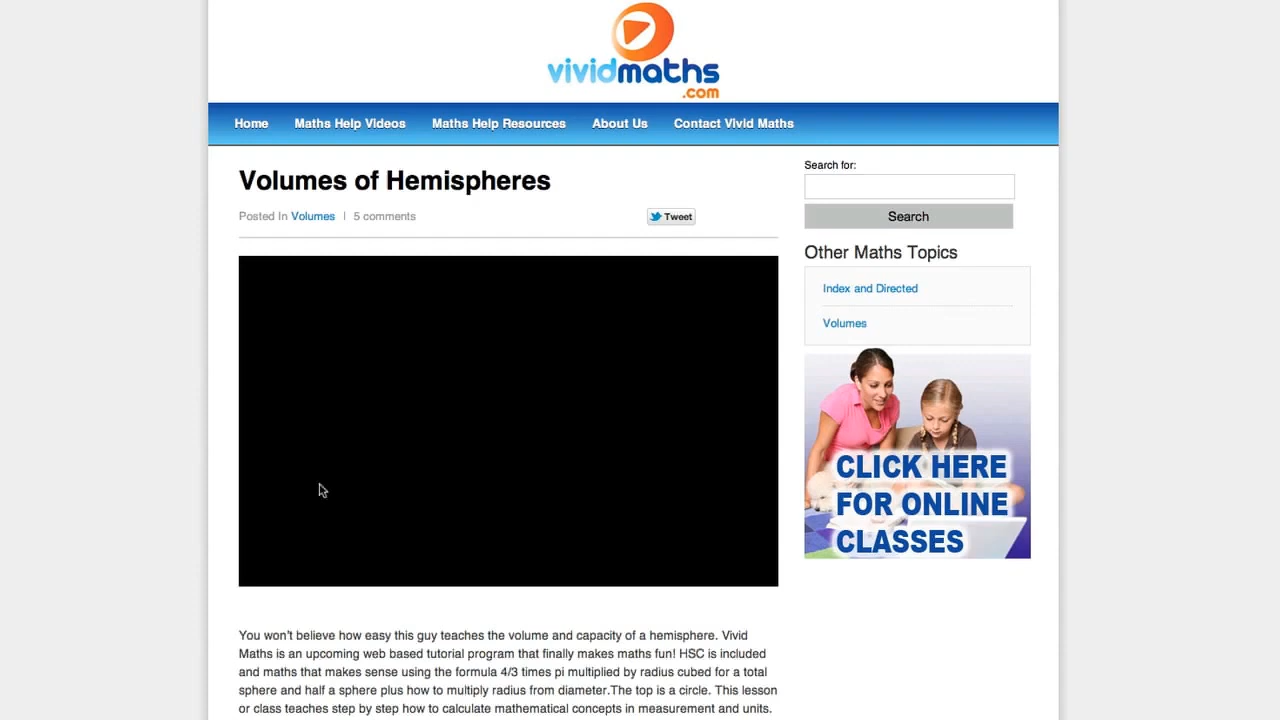 vividmaths
.com
Home Maths Help Videos Maths Help Resources About Us Contact Vivid Maths
Volumes of Hemispheres
Posted In Volumes | 5 comments
Tweet
You won't believe how easy this guy teaches the volume and capacity of a hemisphere. Vivid
Maths is an upcoming web based tutorial program that finally makes maths fun! HSC is included
and maths that makes sense using the formula 4/3 times pi multiplied by radius cubed for a total
sphere and half a sphere plus how to multiply radius from diameter.The top is a circle. This lesson
or class teaches step by step how to calculate mathematical concepts in measurement and units.
Search for:
Search
Other Maths Topics
Index and Directed
Volumes
CLICK HERE
FOR ONLINE
CLASSES